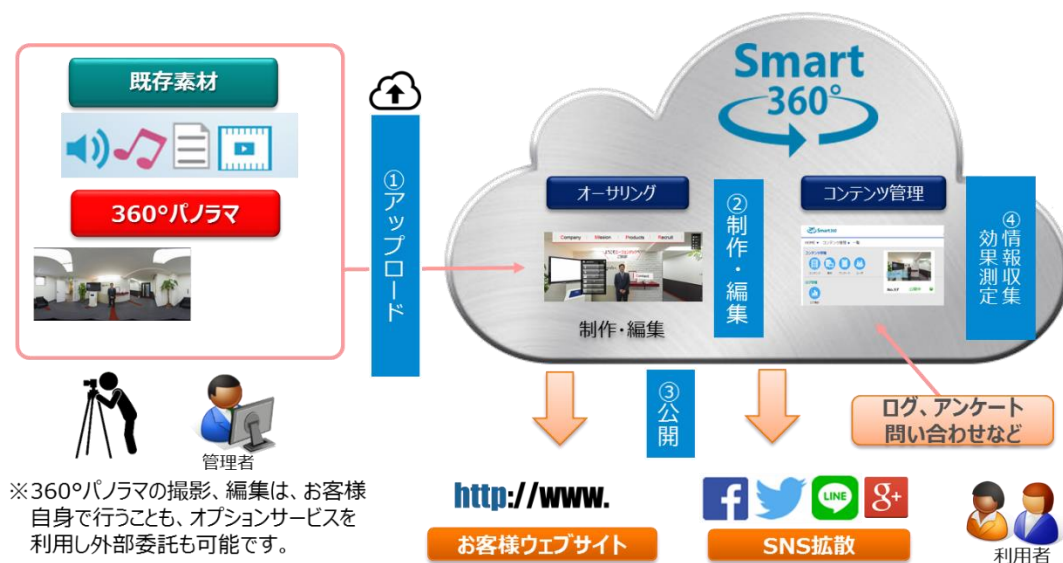 既存素材
360°パノラマ
①アップロード
Smart
360°
オーサリング
Company Mission Products Recruit
制作・編集
②制作・編集
コンテンツ管理
Smart360
④情報収集
効果測定
③公開
ログ、アンケート
問い合わせなど
管理者
※360°パノラマの撮影、編集は、お客様
自身で行うことも、オプションサービスを
利用し外部委託も可能です。
http://www.
お客様ウェブサイト
f
LINE
g+
SNS拡散
利用者